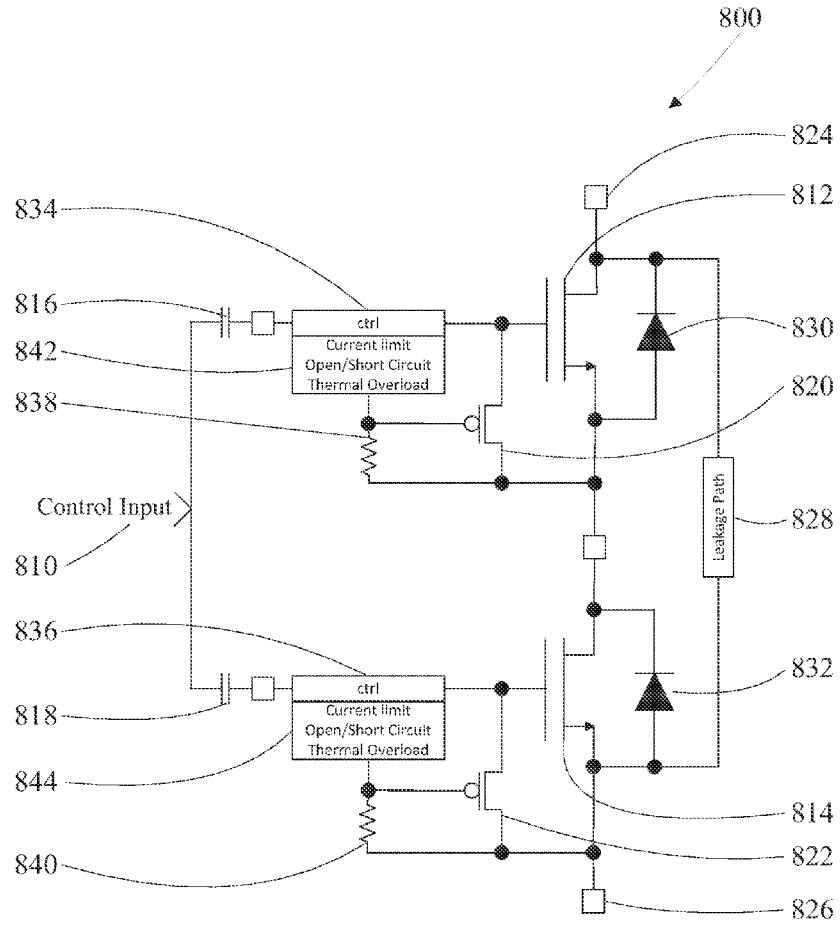 800
824
812
834
816
ctrl
830
842
Current limit
Open/Short Circuit
Thermal Overload
820
838
Control Input
Leakage Path
828
810
836
832
818
ctrl
Current limit
Open/Short Circuit
Thermal Overload
844
814
822
840
826